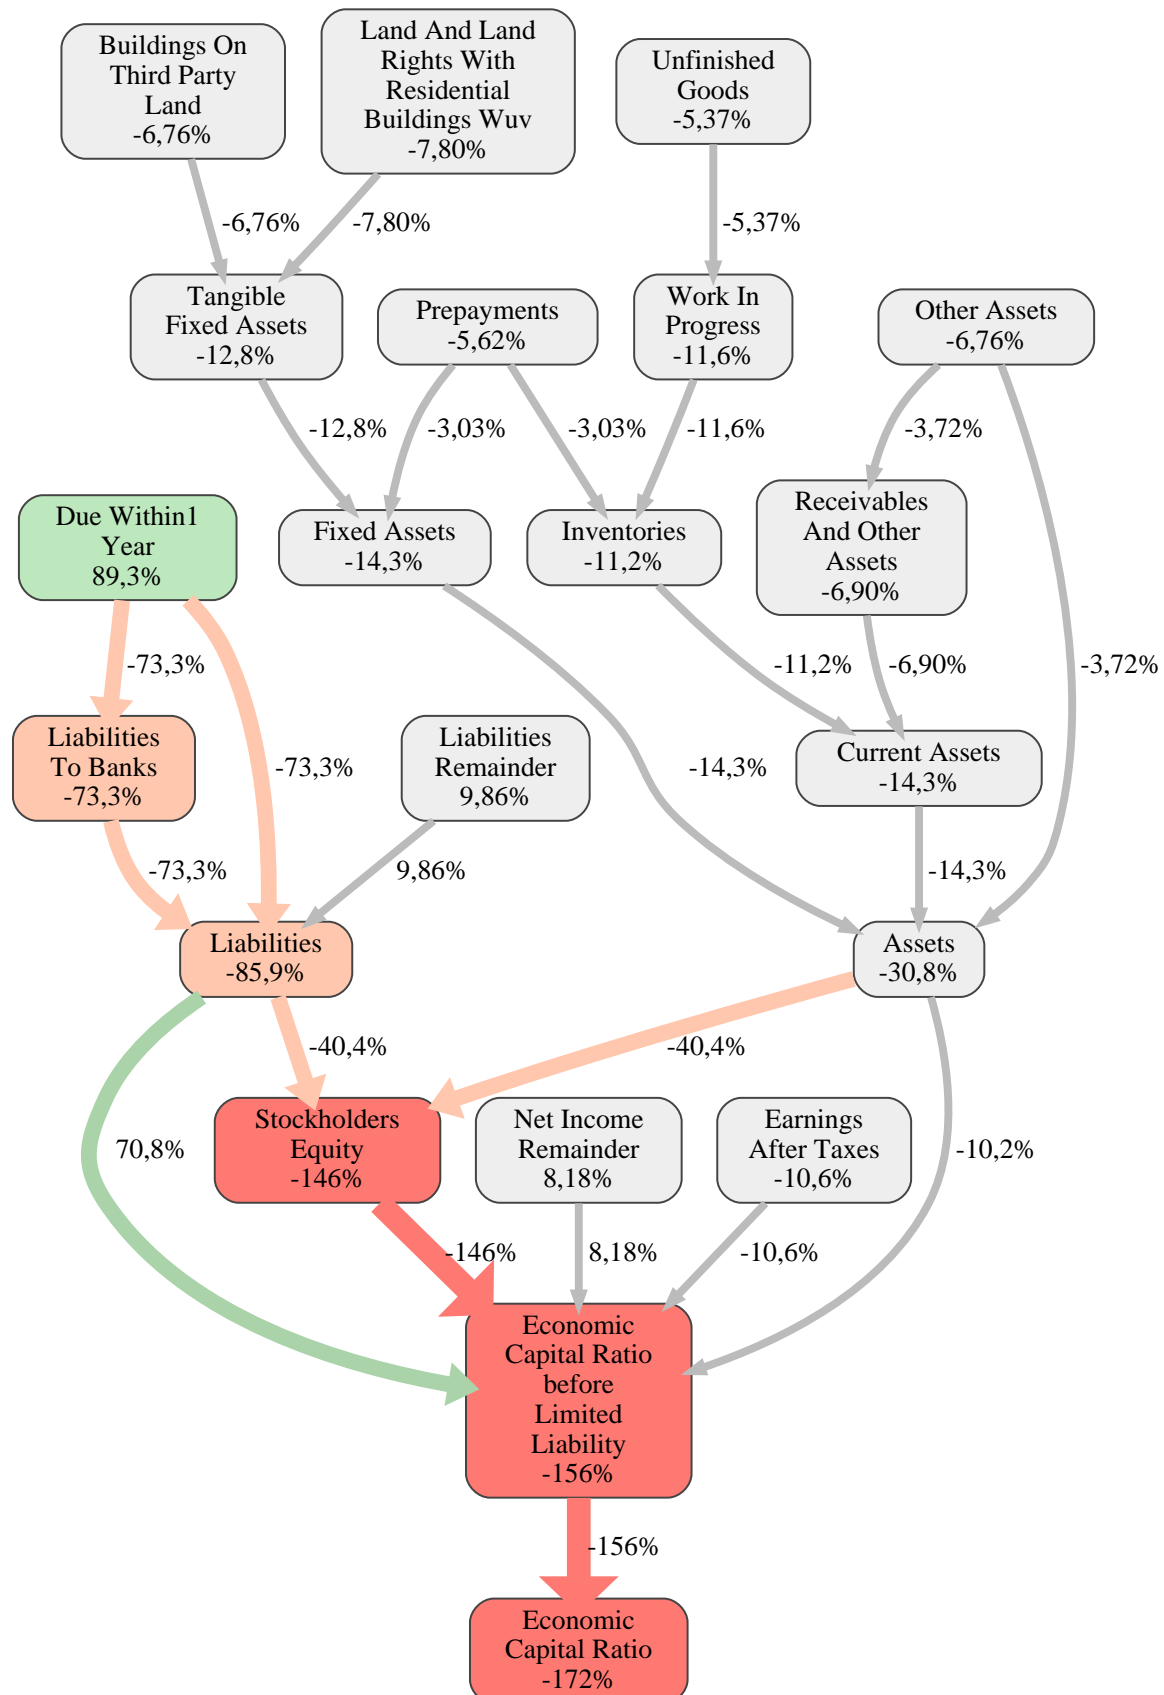 Buildings On
Third Party
Land
-6,76%
Land And Land
Rights With
Residential
Buildings Wuv
-7,80%
Unfinished
Goods
-5,37%
-6,76%
-7,80%
-5,37%
Tangible
Fixed Assets
-12,8%
Prepayments
-5,62%
Work In
Progress
-11,6%
Other Assets
-6,76%
-12,8%
-3,03%
-3,03%
-11,6%
-3,72%
Due Within1
Year
89,3%
Fixed Assets
-14,3%
Inventories
-11,2%
Receivables
And Other
Assets
-6,90%
-73,3%
-11,2%
-6,90%
-3,72%
Liabilities
To Banks
-73,3%
-73,3%
Liabilities
Remainder
9,86%
-14,3%
Current Assets
-14,3%
-73,3%
9,86%
-14,3%
Liabilities
-85,9%
Assets
-30,8%
-40,4%
-40,4%
70,8%
Stockholders
Equity
-146%
Net Income
Remainder
8,18%
Earnings
After Taxes
-10,6%
-10,2%
-146%
8,18%
-10,6%
Economic
Capital Ratio
before
Limited
Liability
-156%
-156%
Economic
Capital Ratio
-172%